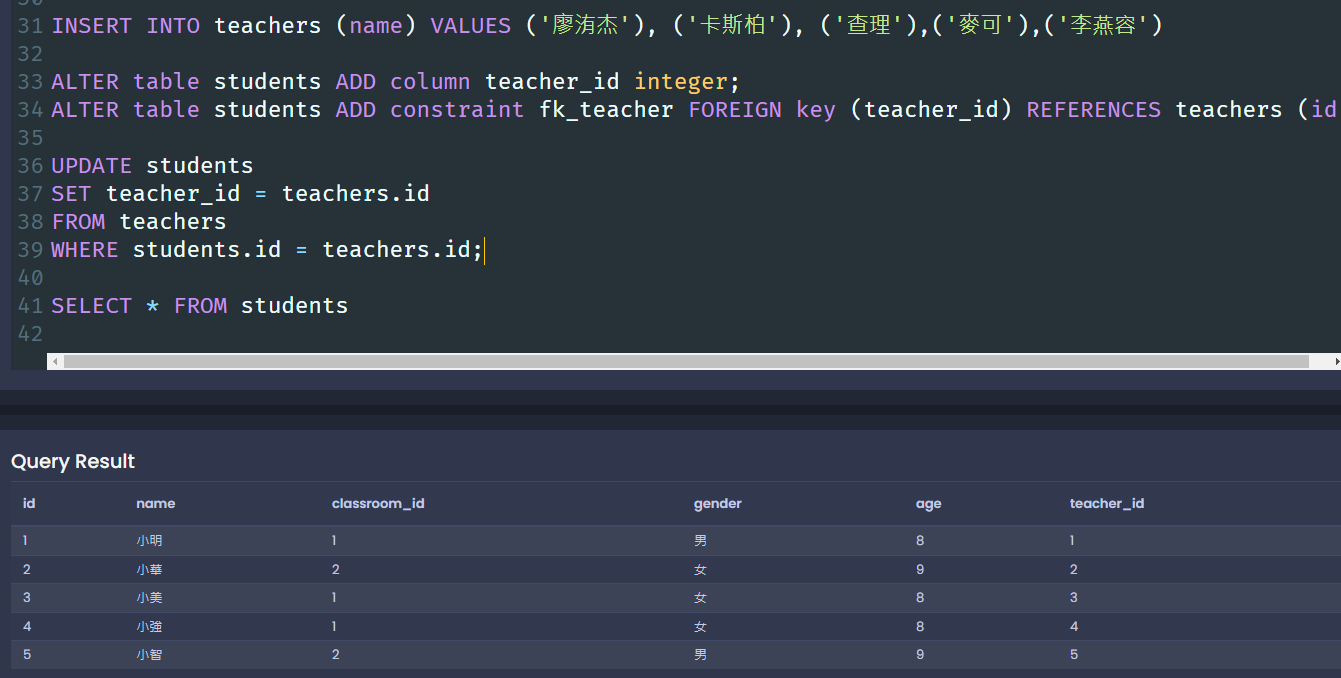 31 INSERT INTO teachers (name) VALUES ('廖洧杰'), ('卡斯柏'), ('查理'),('麥可'),('李燕容')
32
33 ALTER table students ADD column teacher_id integer;
34 ALTER table students ADD constraint fk_teacher FOREIGN key (teacher_id) REFERENCES teachers (id
35
36 UPDATE students
37 SET teacher_id = teachers.id
38 FROM teachers
39 WHERE students.id = teachers.id;
40
41 SELECT * FROM students
42
Query Result
id name classroom_id gender age teacher_id
1 小明 1 男 8 1
2 小華 2 女 9 2
3 小美 1 女 8 3
4 小強 1 女 8 4
5 小智 2 男 9 5